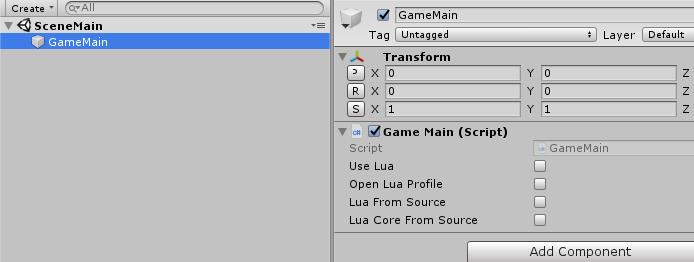 Create
All
SceneMain
GameMain
GameMain
Tag Untagged Layer Default
Transform
P X 0 Y 0 Z
R X 0 Y 0 Z
S X 1 Y 1 Z
c# Game Main (Script)
Script GameMain
Use Lua
Open Lua Profile
Lua From Source
Lua Core From Source
Add Component